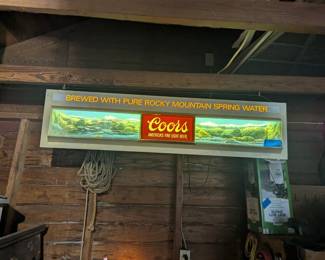 BREWED WITH PURE ROCKY MOUNTAIN SPRING WATER
Coors
AMERICA'S FINE LIGHT BEER